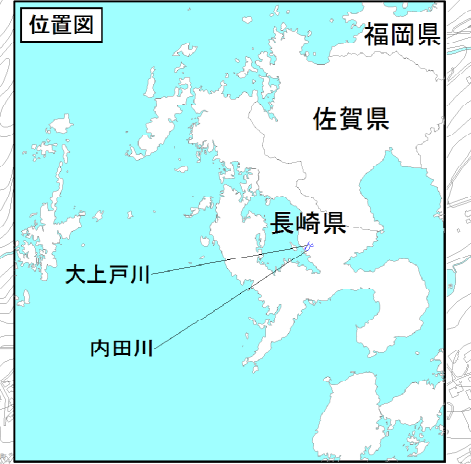 位置図
福岡県
佐賀県
長崎県
大上戸川
内田川